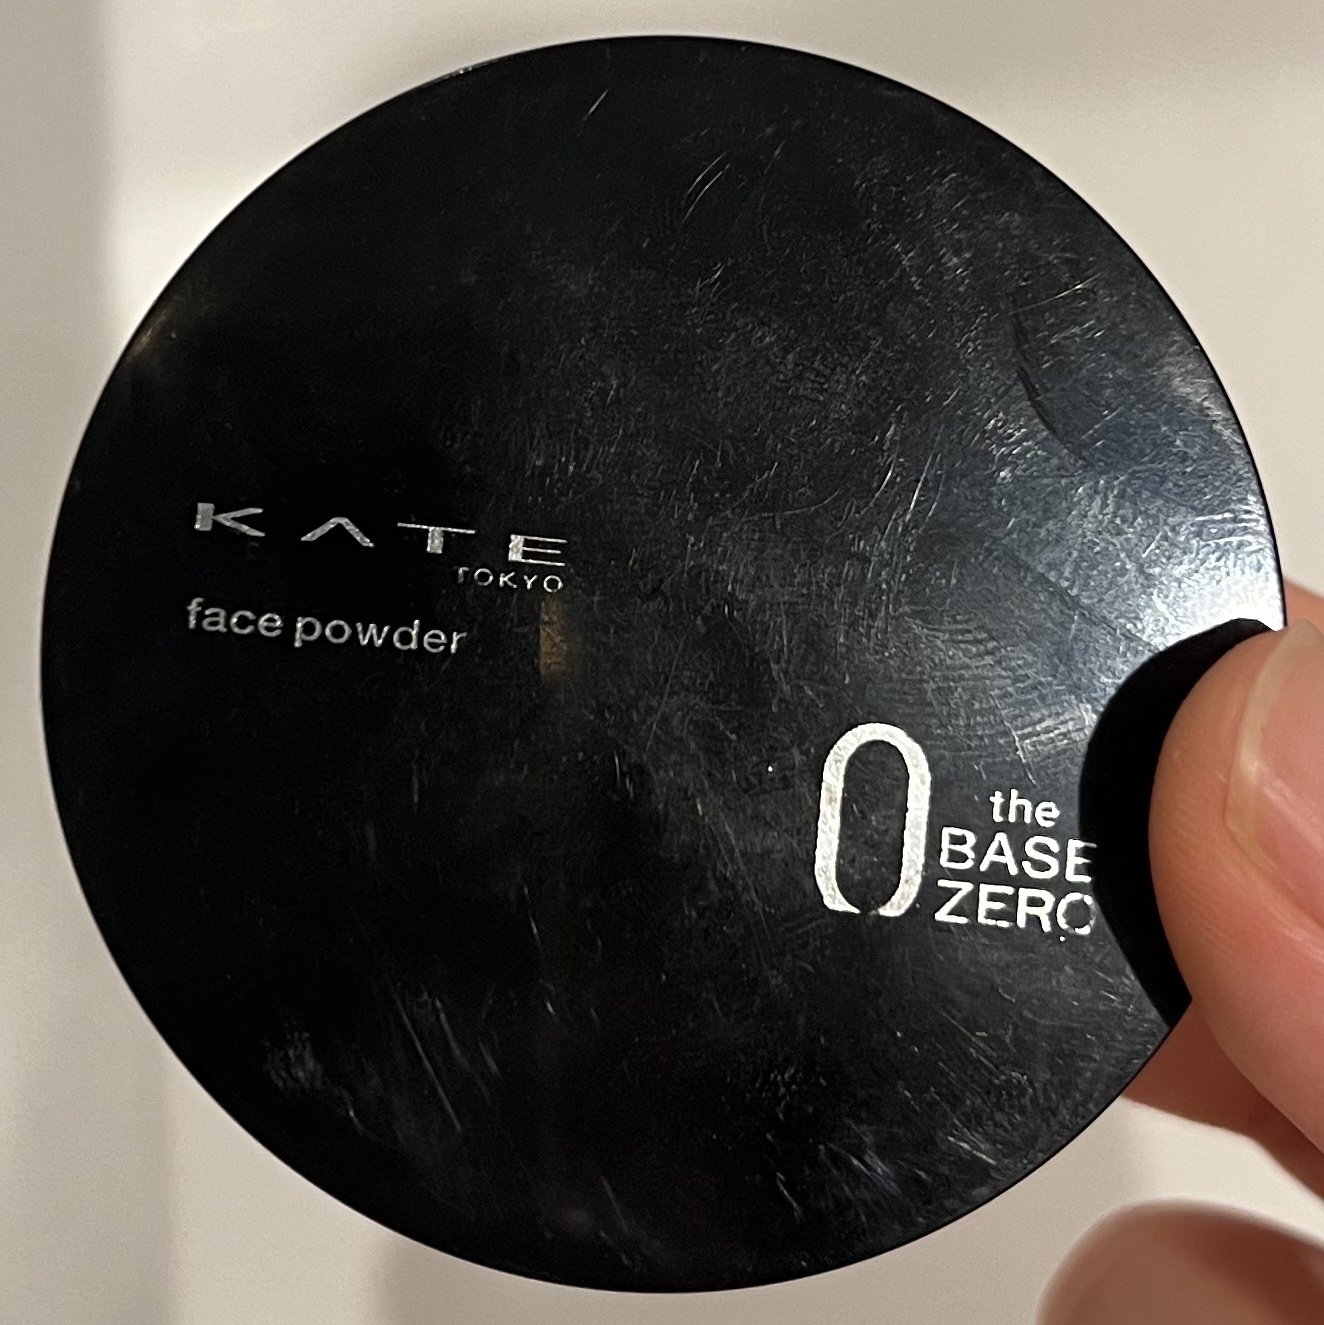 KATE
TOKYO
face powder
0
the
BASE
ZERO